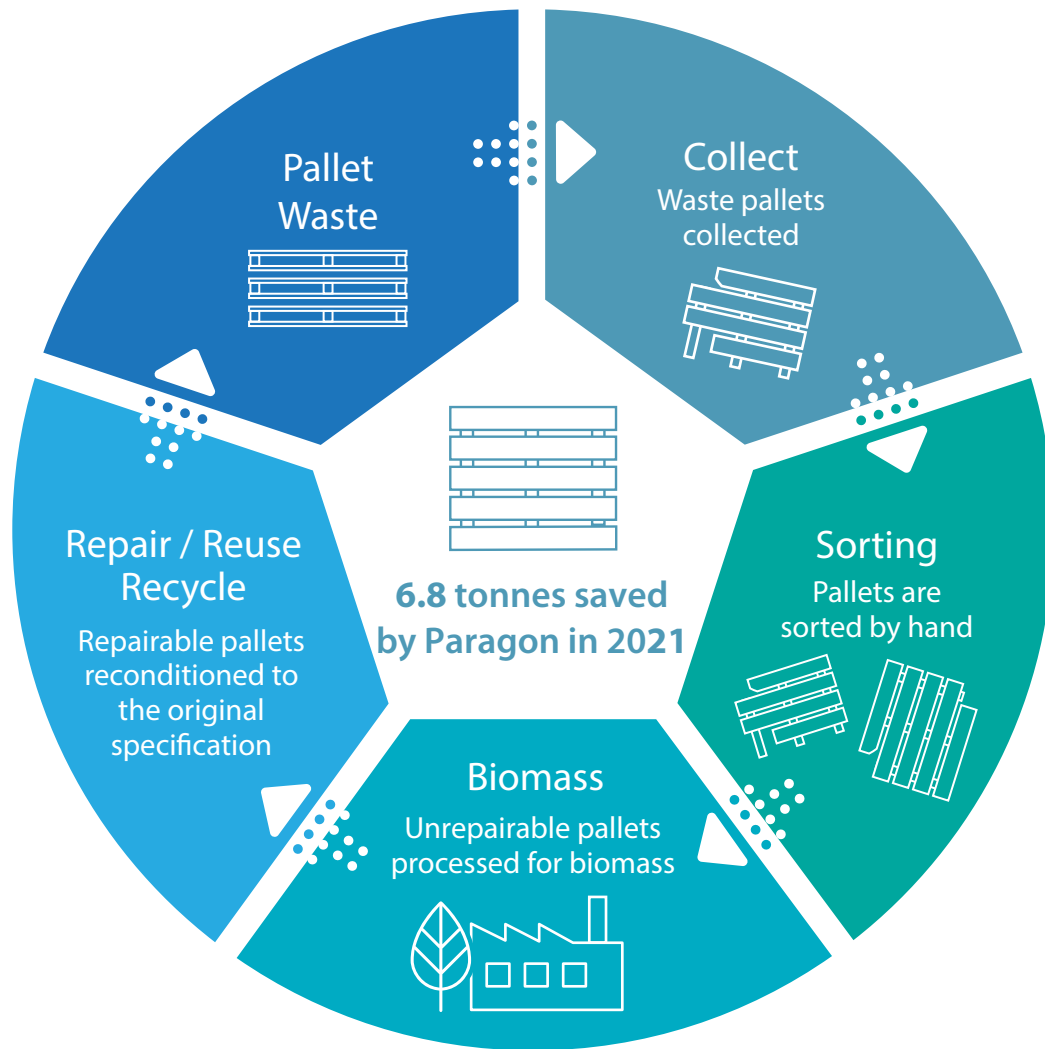 Pallet
Waste
Collect
Waste pallets
collected
Sorting
Pallets are
sorted by hand
Biomass
Unrepairable pallets
processed for biomass
Repair / Reuse
Recycle
Repairable pallets
reconditioned to
the original
specification
6.8 tonnes saved
by Paragon in 2021